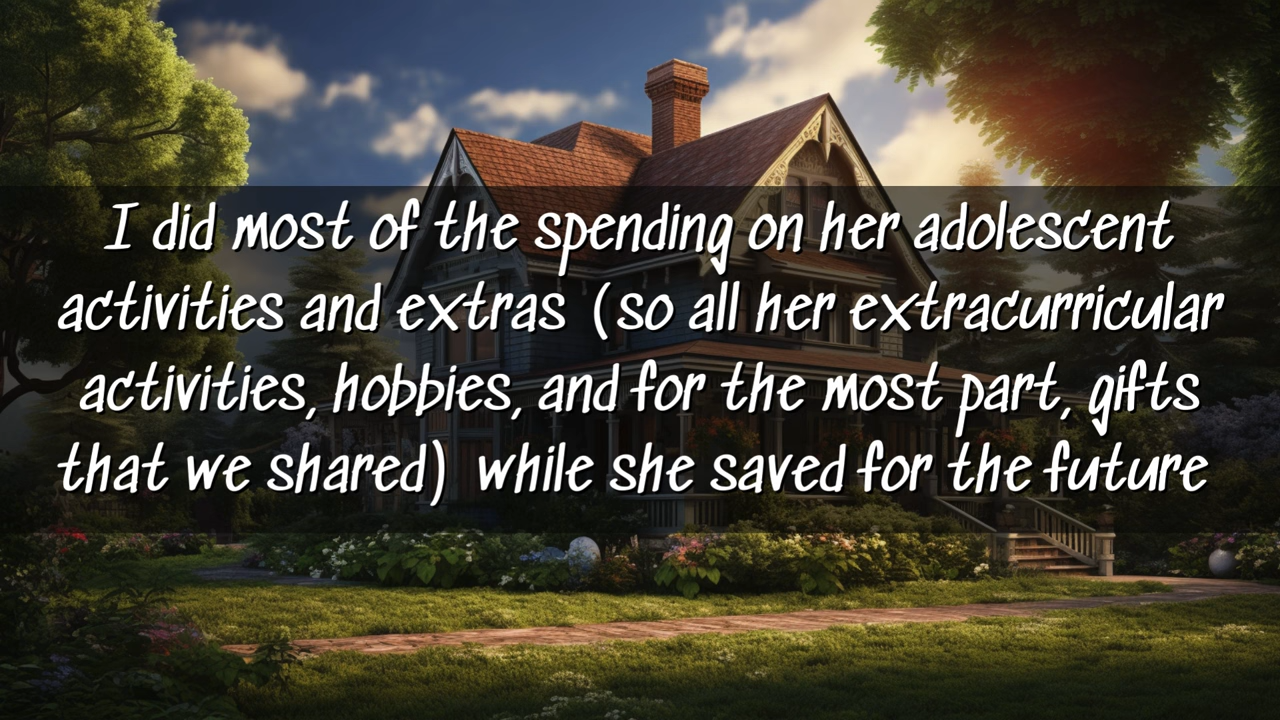 I did most of the spending on her adolescent
activities and extras (so all her extracurricular
activities, hobbies, and for the most part, gifts
that we shared) while she saved for the future